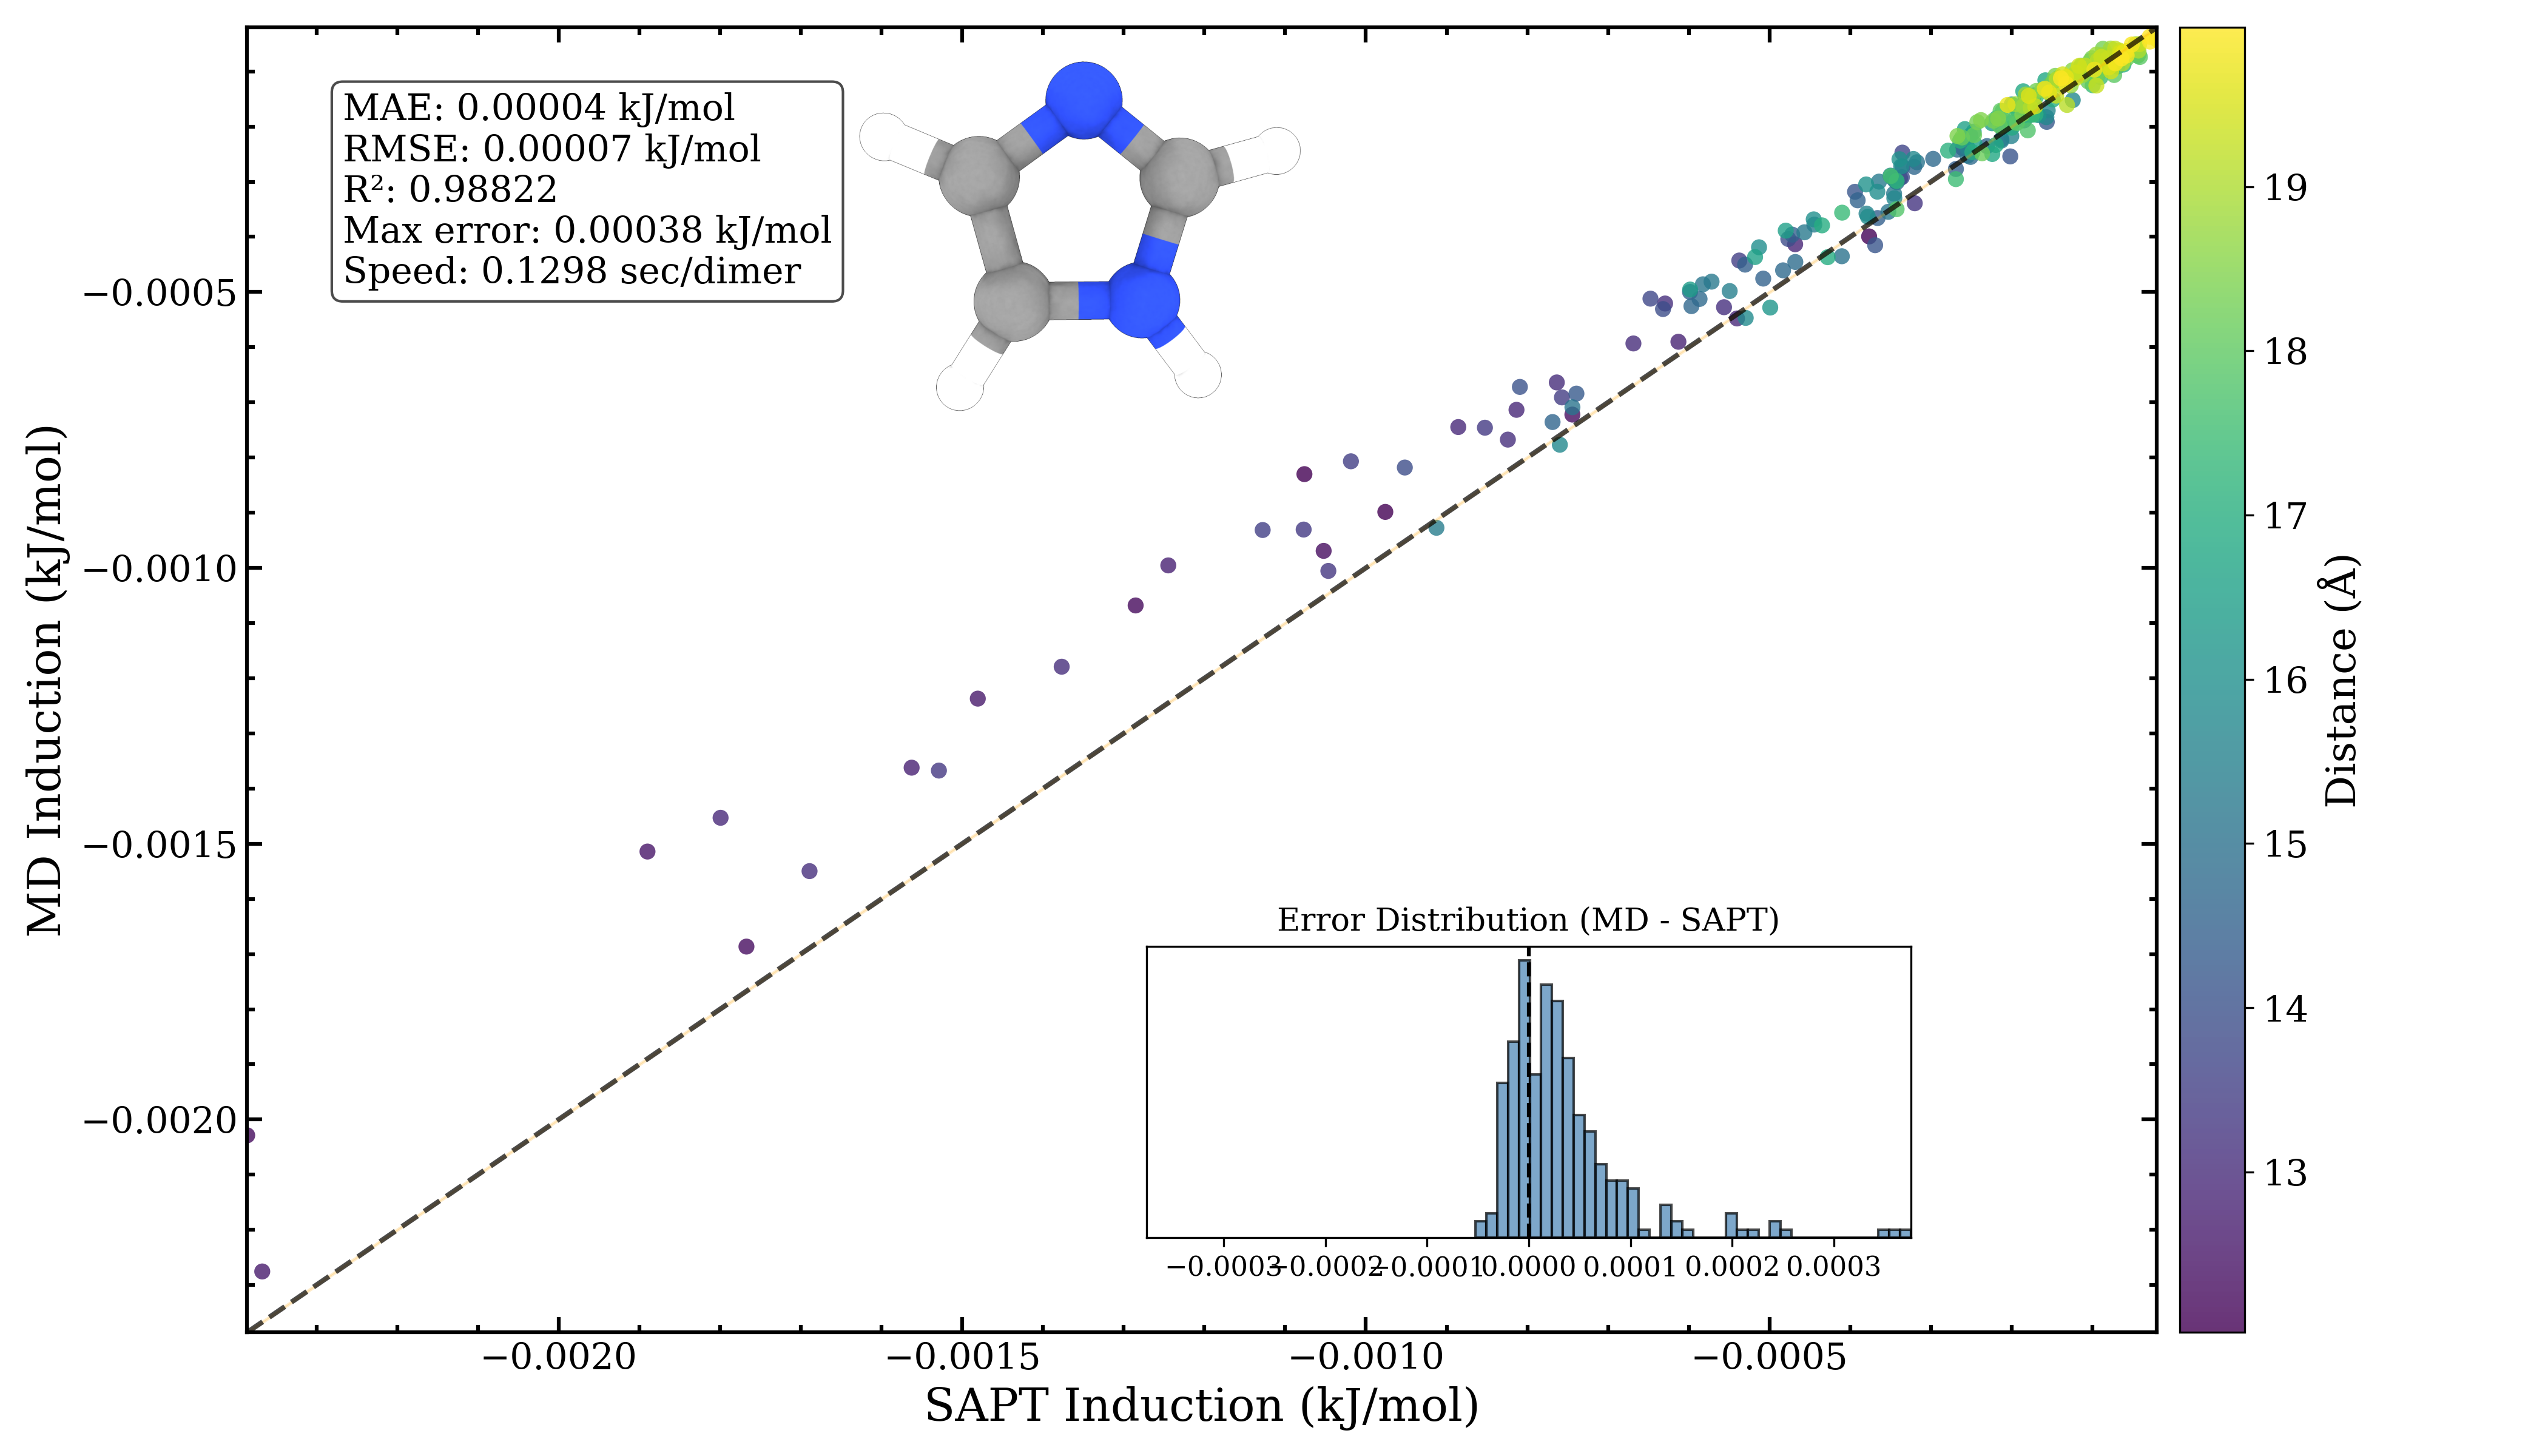 MAE: 0.00004 kJ/mol
RMSE: 0.00007 kJ/mol
R²: 0.98822
Max error: 0.00038 kJ/mol
Speed: 0.1298 sec/dimer
MD Induction (kJ/mol)
−0.0005
−0.0010
−0.0015
−0.0020
Error Distribution (MD - SAPT)
−0.0003
−0.0002
−0.0001
0.0000
0.0001
0.0002
0.0003
−0.0020
−0.0015
−0.0010
−0.0005
SAPT Induction (kJ/mol)
19
18
17
16
15
14
13
Distance (Å)